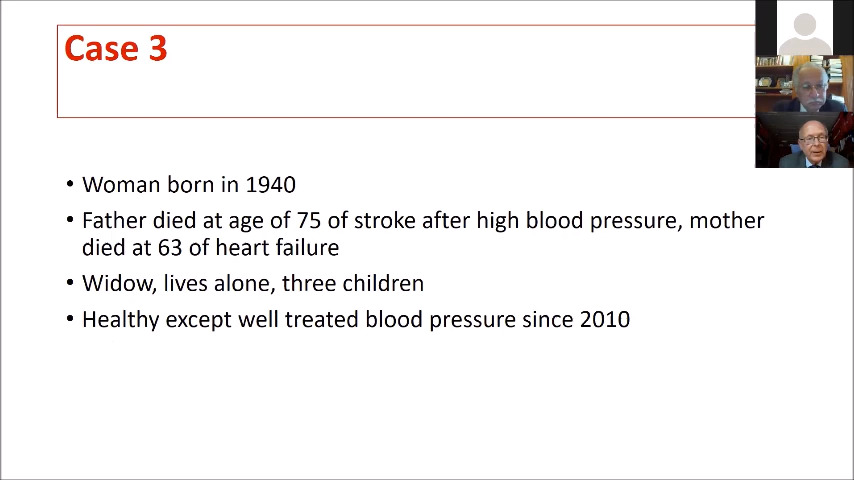 Case 3
• Woman born in 1940
• Father died at age of 75 of stroke after high blood pressure, mother
died at 63 of heart failure
• Widow, lives alone, three children
• Healthy except well treated blood pressure since 2010